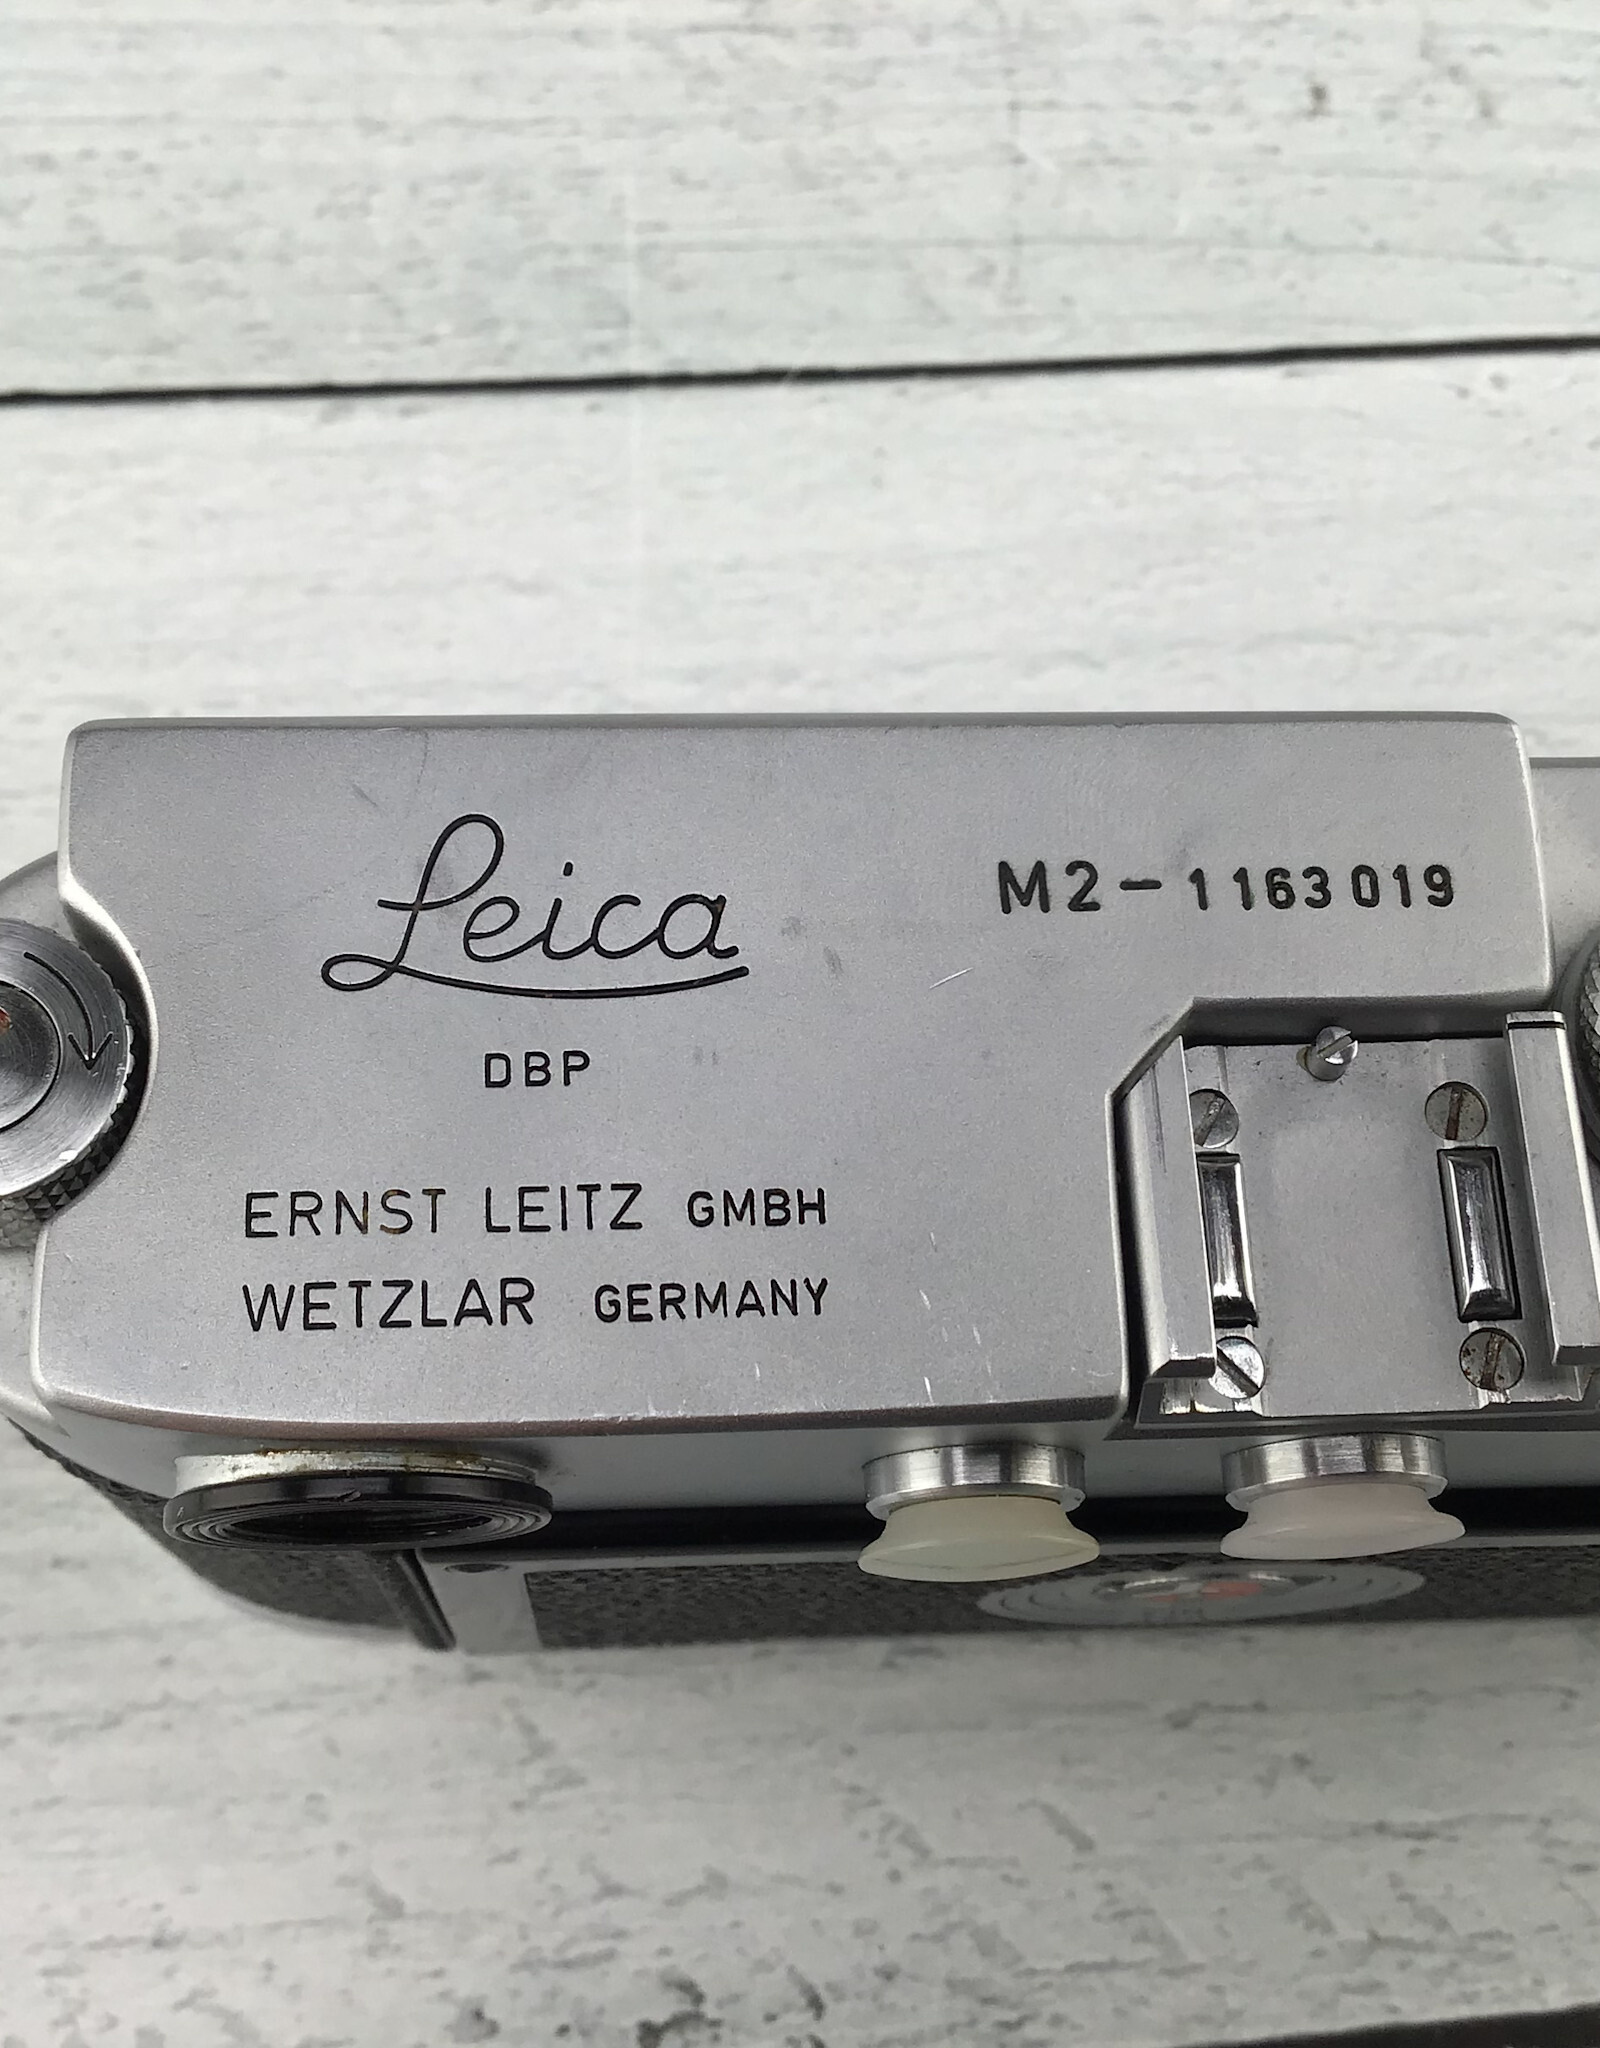 Leica
M2-1163019
DBP
ERNST LEITZ GMBH
WETZLAR GERMANY